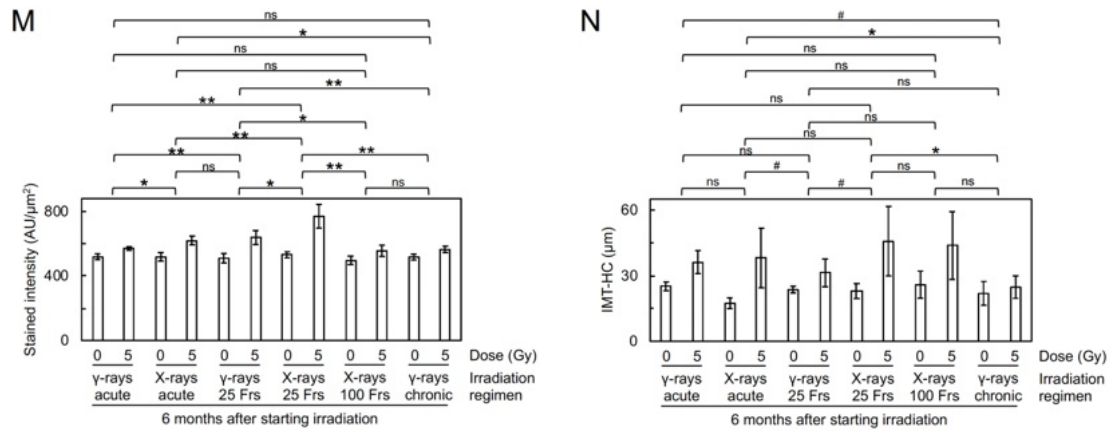 M
ns
*
ns
ns
**
**
*
**
**
**
ns
**
*
*
ns
Stained intensity (AU/µm²)
800
400
0
0 5 0 5 0 5 0 5 0 5 0 5 Dose (Gy)
γ-rays X-rays γ-rays X-rays X-rays γ-rays Irradiation
acute acute 25 Frs 25 Frs 100 Frs chronic regimen
6 months after starting irradiation
N
#
*
ns
ns
ns
ns
ns
ns
ns
*
#
ns
ns
#
ns
IMT-HC (µm)
60
30
0
0 5 0 5 0 5 0 5 0 5 0 5 Dose (Gy)
γ-rays X-rays γ-rays X-rays X-rays γ-rays Irradiation
acute acute 25 Frs 25 Frs 100 Frs chronic regimen
6 months after starting irradiation